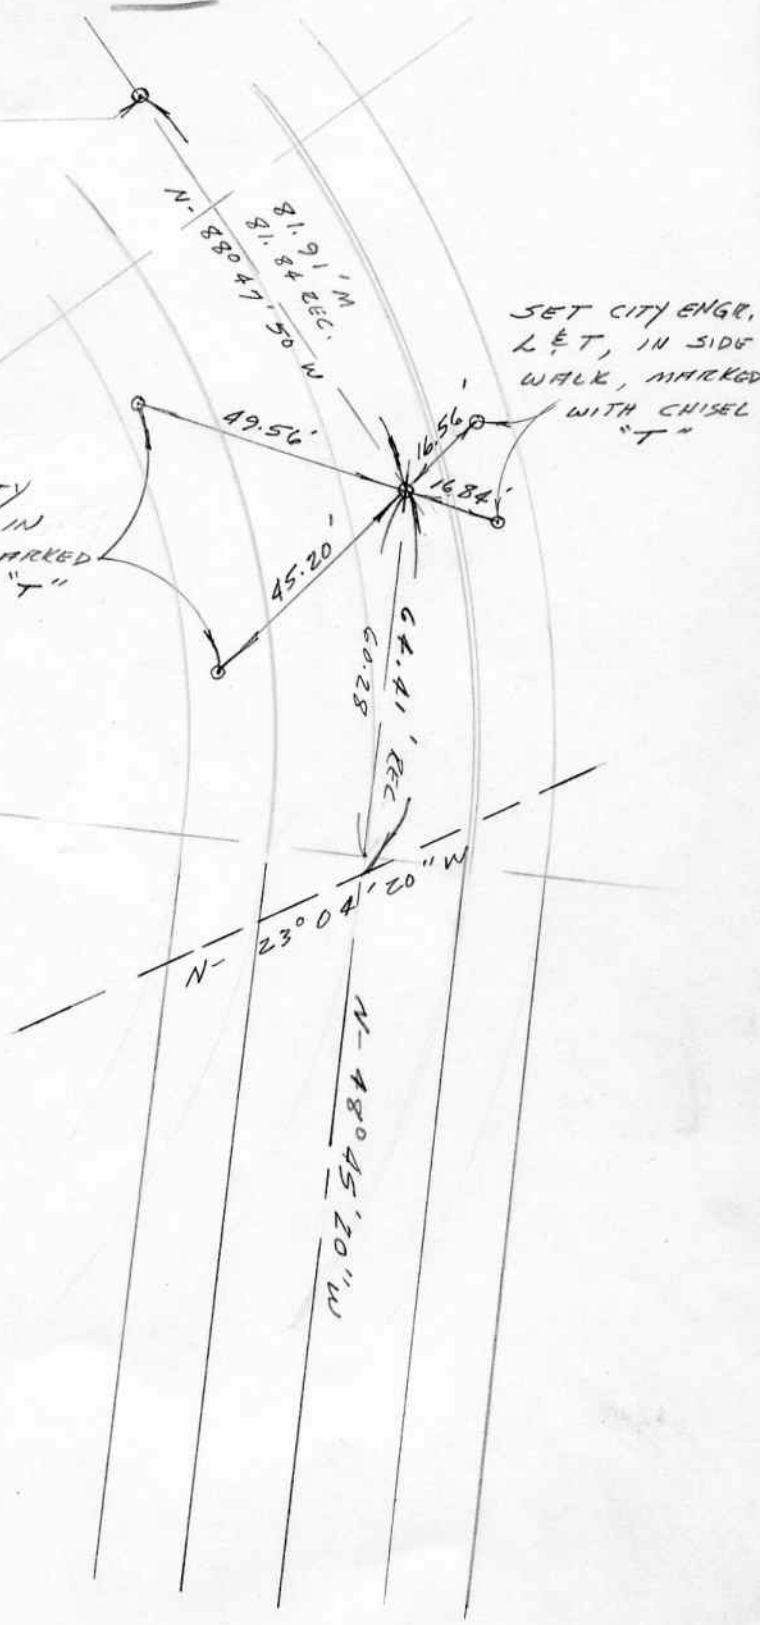 N- 88° 47' 50 W
81.91' M
81.84 REC.
SET CITY ENGR.
L & T, IN SIDE
WALK, MARKED
WITH CHISEL
"T"
49.56'
16.56'
16.84'
45.20'
IN
"T"
60.28
64.41' REC
N- 23° 04' 20" W
N- 48° 45' 20" W